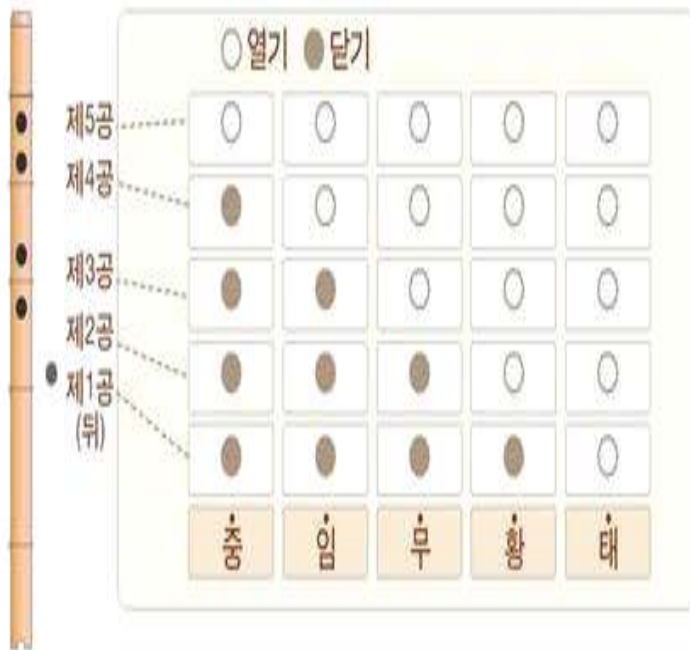 열기 닫기
제5공
제4공
제3공
제2공
제1공
(뒤)
중 임 무 황 태